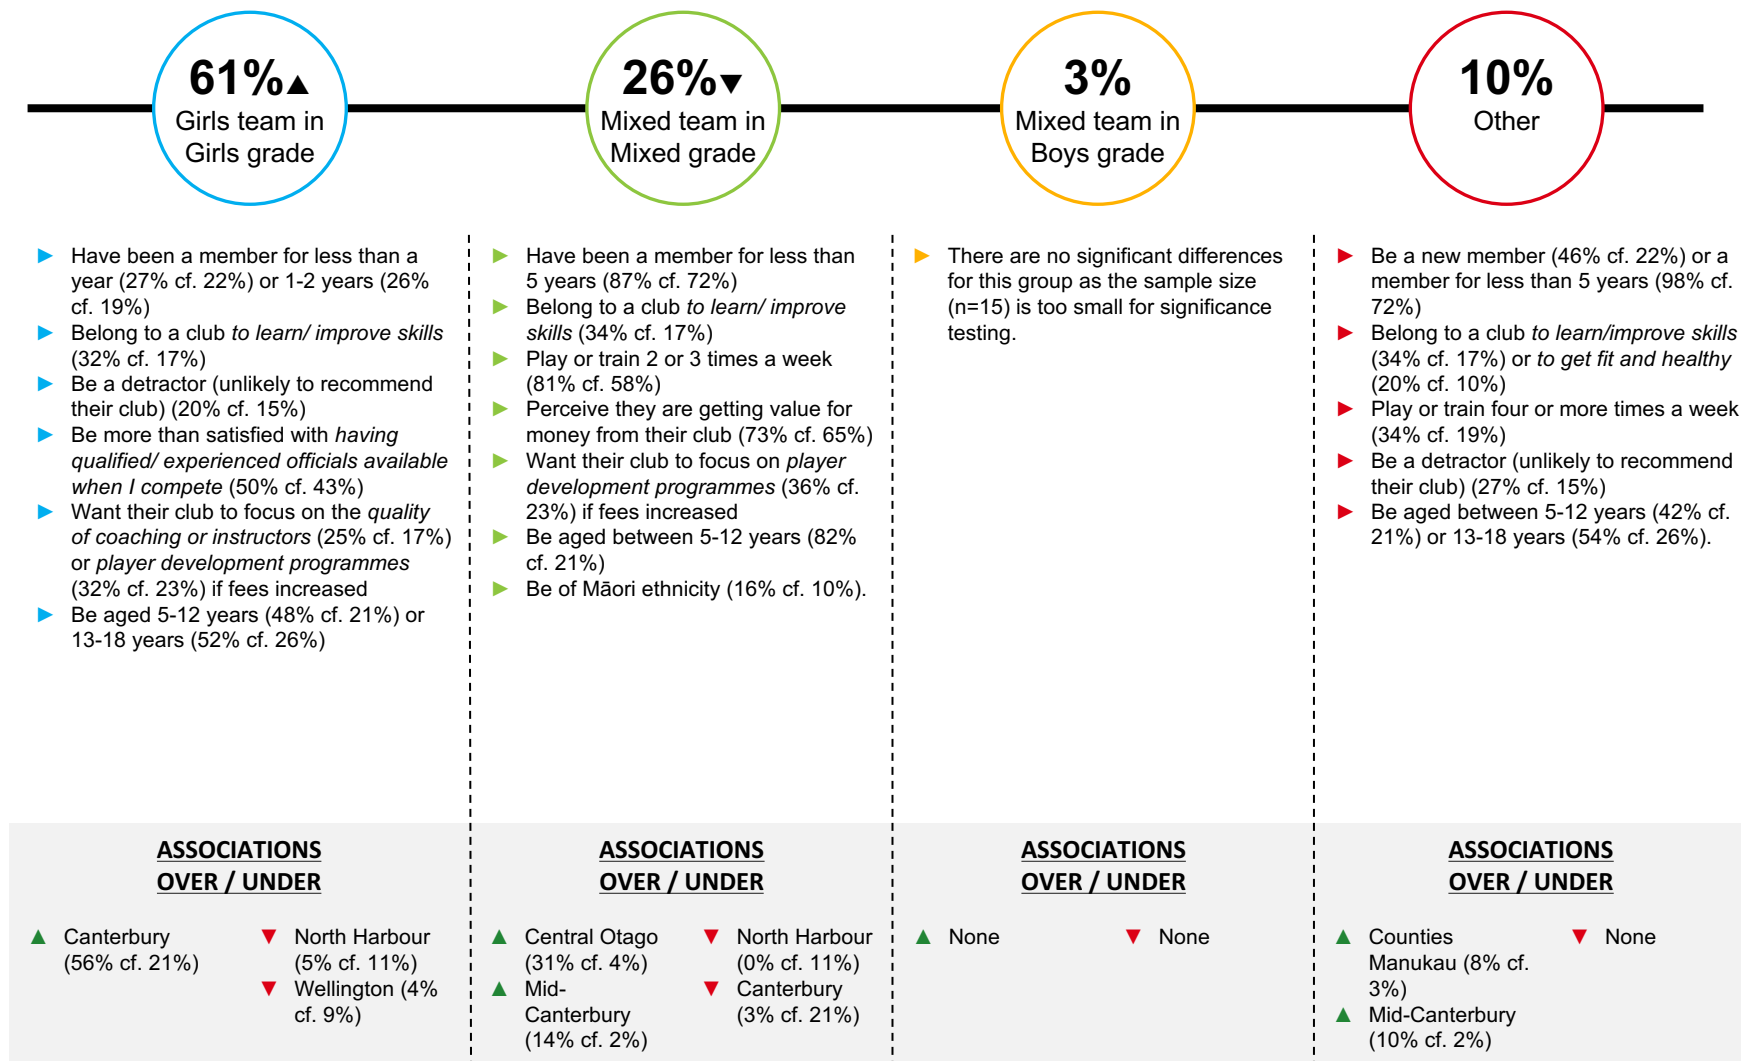 61%▲
Girls team in
Girls grade
26%▼
Mixed team in
Mixed grade
3%
Mixed team in
Boys grade
10%
Other
► Have been a member for less than a
year (27% cf. 22%) or 1-2 years (26%
cf. 19%)
► Belong to a club to learn/ improve skills
(32% cf. 17%)
► Be a detractor (unlikely to recommend
their club) (20% cf. 15%)
► Be more than satisfied with having
qualified/ experienced officials available
when I compete (50% cf. 43%)
► Want their club to focus on the quality
of coaching or instructors (25% cf. 17%)
or player development programmes
(32% cf. 23%) if fees increased
► Be aged 5-12 years (48% cf. 21%) or
13-18 years (52% cf. 26%)
► Have been a member for less than
5 years (87% cf. 72%)
► Belong to a club to learn/ improve
skills (34% cf. 17%)
► Play or train 2 or 3 times a week
(81% cf. 58%)
► Perceive they are getting value for
money from their club (73% cf. 65%)
► Want their club to focus on player
development programmes (36% cf.
23%) if fees increased
► Be aged between 5-12 years (82%
cf. 21%)
► Be of Māori ethnicity (16% cf. 10%).
► There are no significant differences
for this group as the sample size
(n=15) is too small for significance
testing.
► Be a new member (46% cf. 22%) or a
member for less than 5 years (98% cf.
72%)
► Belong to a club to learn/improve skills
(34% cf. 17%) or to get fit and healthy
(20% cf. 10%)
► Play or train four or more times a week
(34% cf. 19%)
► Be a detractor (unlikely to recommend
their club) (27% cf. 15%)
► Be aged between 5-12 years (42% cf.
21%) or 13-18 years (54% cf. 26%).
ASSOCIATIONS
OVER / UNDER
▲ Canterbury
(56% cf. 21%)
▼ North Harbour
(5% cf. 11%)
▼ Wellington (4%
cf. 9%)
ASSOCIATIONS
OVER / UNDER
▲ Central Otago
(31% cf. 4%)
▲ Mid-
Canterbury
(14% cf. 2%)
▼ North Harbour
(0% cf. 11%)
▼ Canterbury
(3% cf. 21%)
ASSOCIATIONS
OVER / UNDER
▲ None
▼ None
ASSOCIATIONS
OVER / UNDER
▲ Counties
Manukau (8% cf.
3%)
▲ Mid-Canterbury
(10% cf. 2%)
▼ None